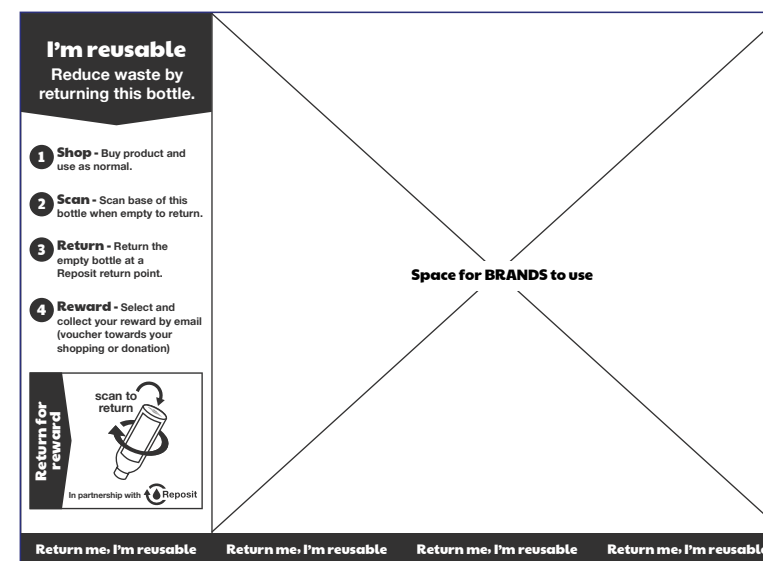 I'm reusable
Reduce waste by
returning this bottle.
1 Shop - Buy product and
use as normal.
2 Scan - Scan base of this
bottle when empty to return.
3 Return - Return the
empty bottle at a
Reposit return point.
4 Reward - Select and
collect your reward by email
(voucher towards your
shopping or donation)
Return for
reward
scan to
return
In partnership with Reposit
Space for BRANDS to use
Return me, I'm reusable Return me, I'm reusable Return me, I'm reusable Return me, I'm reusable